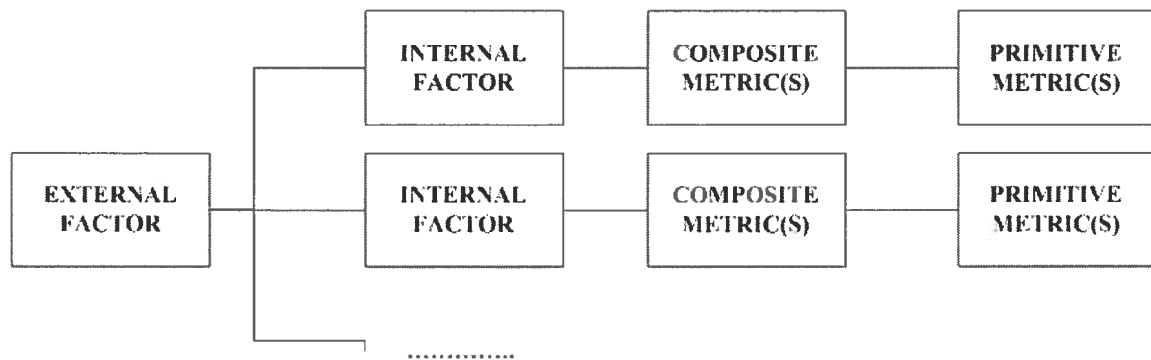 INTERNAL
FACTOR
COMPOSITE
METRIC(S)
PRIMITIVE
METRIC(S)
EXTERNAL
FACTOR
INTERNAL
FACTOR
COMPOSITE
METRIC(S)
PRIMITIVE
METRIC(S)
............